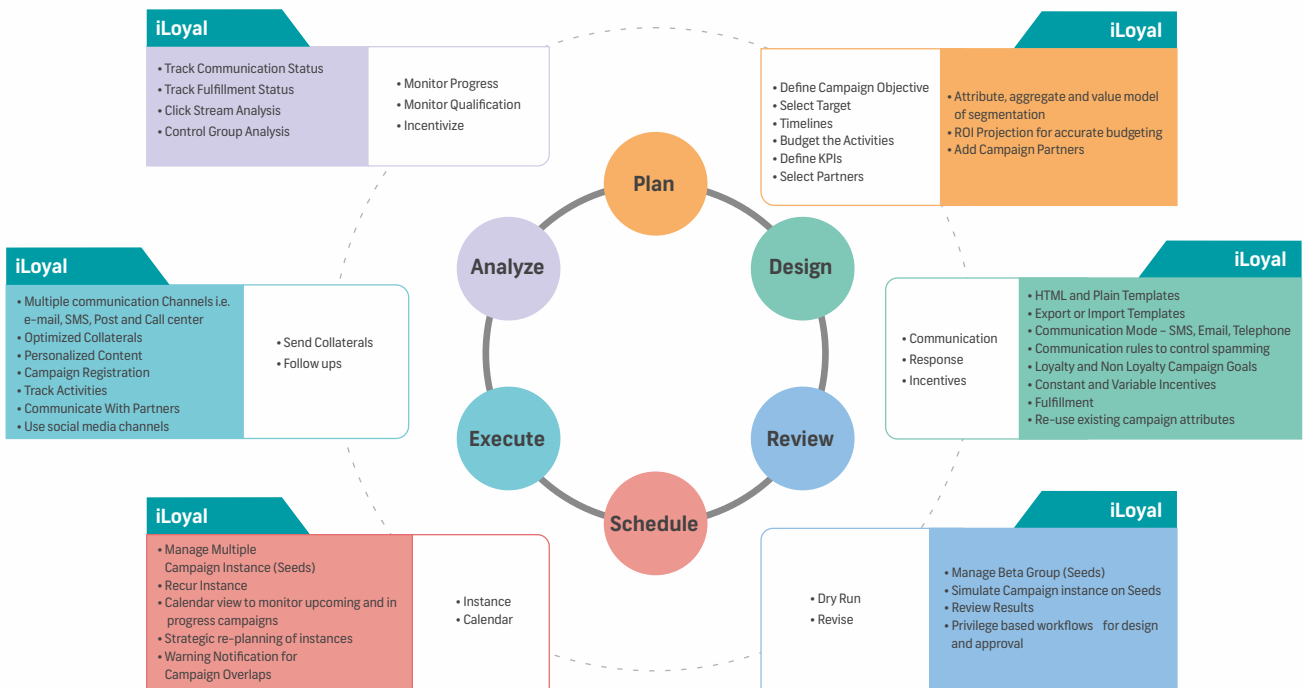 iLoyal
• Track Communication Status
• Track Fulfillment Status
• Click Stream Analysis
• Control Group Analysis
• Monitor Progress
• Monitor Qualification
• Incentivize
iLoyal
• Define Campaign Objective
• Select Target
• Timelines
• Budget the Activities
• Define KPIs
• Select Partners
• Attribute, aggregate and value model
of segmentation
• ROI Projection for accurate budgeting
• Add Campaign Partners
Plan
Analyze
Design
iLoyal
• Multiple communication Channels i.e.
e-mail, SMS, Post and Call center
• Optimized Collaterals
• Personalized Content
• Campaign Registration
• Track Activities
• Communicate With Partners
• Use social media channels
• Send Collaterals
• Follow ups
iLoyal
• Communication
• Response
• Incentives
• HTML and Plain Templates
• Export or Import Templates
• Communication Mode – SMS, Email, Telephone
• Communication rules to control spamming
• Loyalty and Non Loyalty Campaign Goals
• Constant and Variable Incentives
• Fulfillment
• Re-use existing campaign attributes
Execute
Review
Schedule
iLoyal
• Manage Multiple
Campaign Instance (Seeds)
• Recur Instance
• Calendar view to monitor upcoming and in
progress campaigns
• Strategic re-planning of instances
• Warning Notification for
Campaign Overlaps
• Instance
• Calendar
iLoyal
• Dry Run
• Revise
• Manage Beta Group (Seeds)
• Simulate Campaign instance on Seeds
• Review Results
• Privilege based workflows for design
and approval